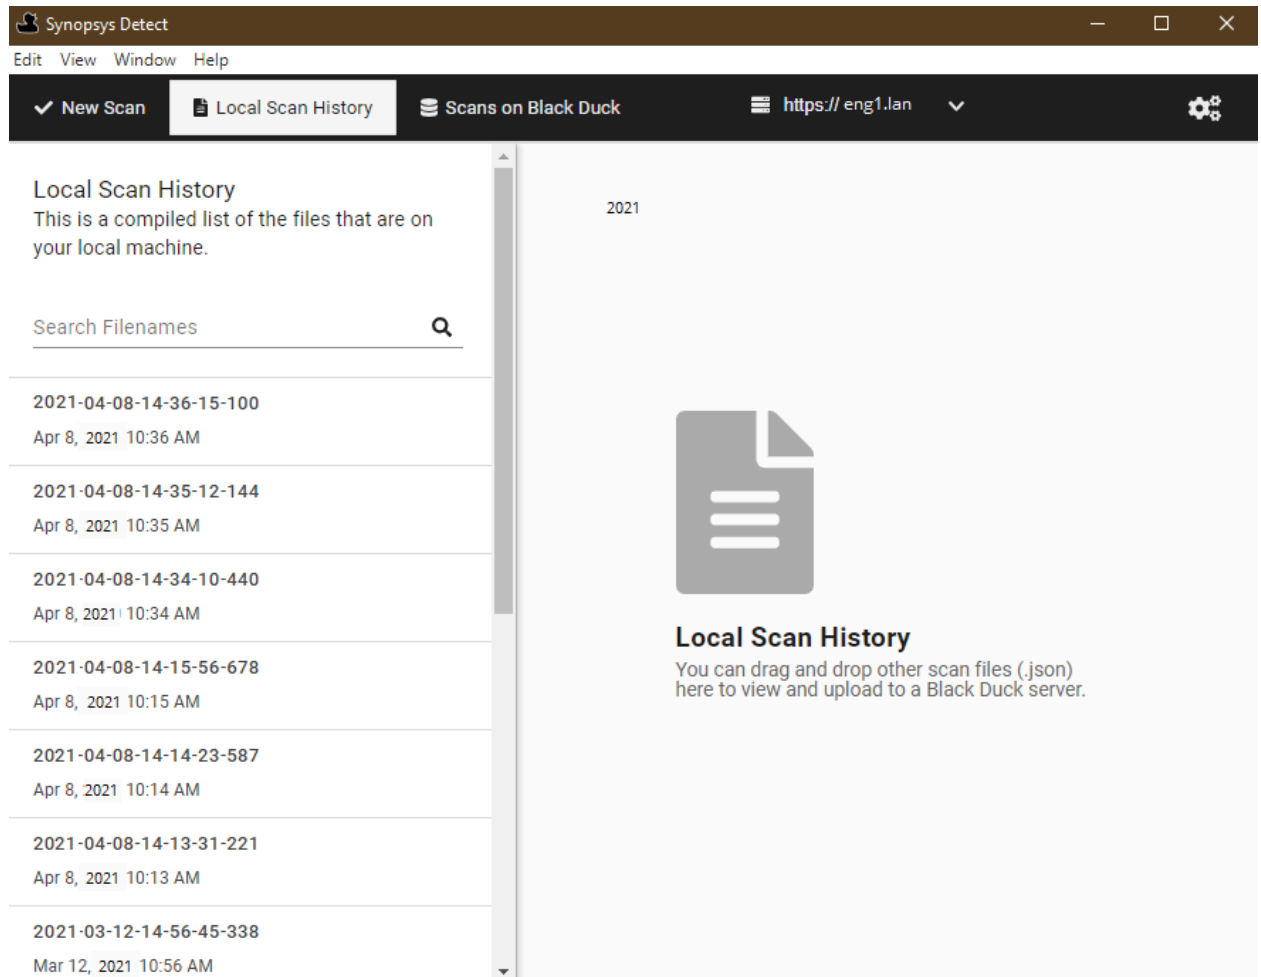 Synopsys Detect
Edit View Window Help
New Scan Local Scan History Scans on Black Duck https:// eng1.lan
Local Scan History
This is a compiled list of the files that are on
your local machine.
Search Filenames
2021-04-08-14-36-15-100
Apr 8, 2021 10:36 AM
2021-04-08-14-35-12-144
Apr 8, 2021 10:35 AM
2021-04-08-14-34-10-440
Apr 8, 2021 10:34 AM
2021-04-08-14-15-56-678
Apr 8, 2021 10:15 AM
2021-04-08-14-14-23-587
Apr 8, 2021 10:14 AM
2021-04-08-14-13-31-221
Apr 8, 2021 10:13 AM
2021-03-12-14-56-45-338
Mar 12, 2021 10:56 AM
2021
Local Scan History
You can drag and drop other scan files (.json)
here to view and upload to a Black Duck server.